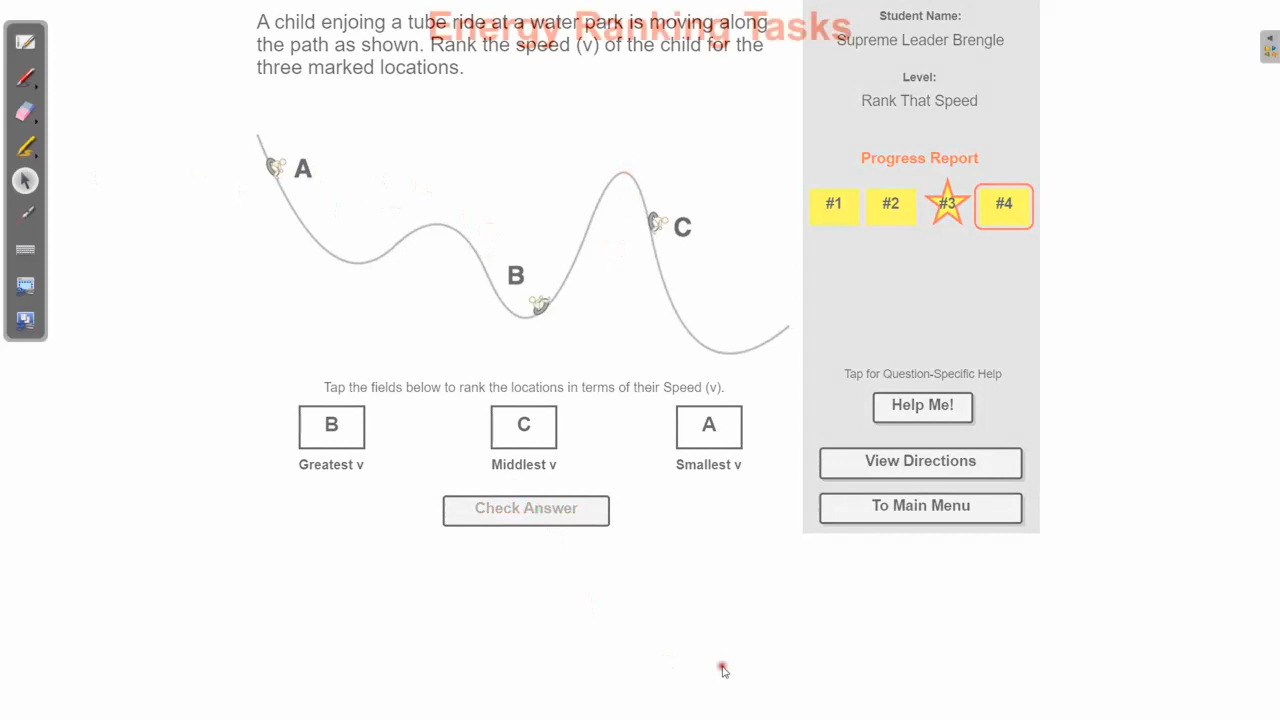 Energy Ranking Tasks
A child enjoing a tube ride at a water park is moving along
the path as shown. Rank the speed (v) of the child for the
three marked locations.
A
B
C
Tap the fields below to rank the locations in terms of their Speed (v).
B
C
A
Greatest v
Middlest v
Smallest v
Check Answer
Student Name:
Supreme Leader Brengle
Level:
Rank That Speed
Progress Report
#1
#2
#3
#4
Tap for Question-Specific Help
Help Me!
View Directions
To Main Menu